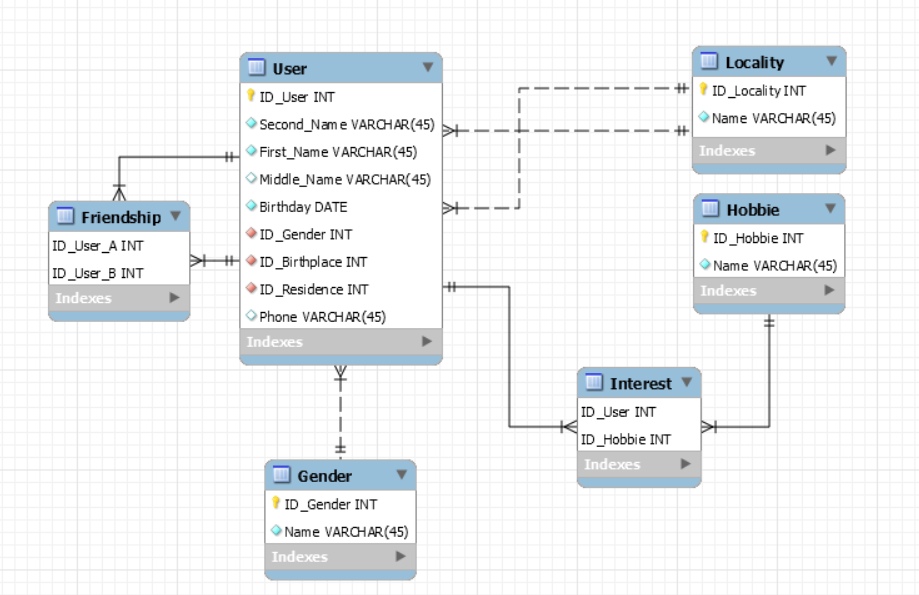 User
ID_User INT
Second_Name VARCHAR(45)
First_Name VARCHAR(45)
Middle_Name VARCHAR(45)
Birthday DATE
ID_Gender INT
ID_Birthplace INT
ID_Residence INT
Phone VARCHAR(45)
Indexes
Locality
ID_Locality INT
Name VARCHAR(45)
Indexes
Friendship
ID_User_A INT
ID_User_B INT
Indexes
Hobbie
ID_Hobbie INT
Name VARCHAR(45)
Indexes
Interest
ID_User INT
ID_Hobbie INT
Indexes
Gender
ID_Gender INT
Name VARCHAR(45)
Indexes